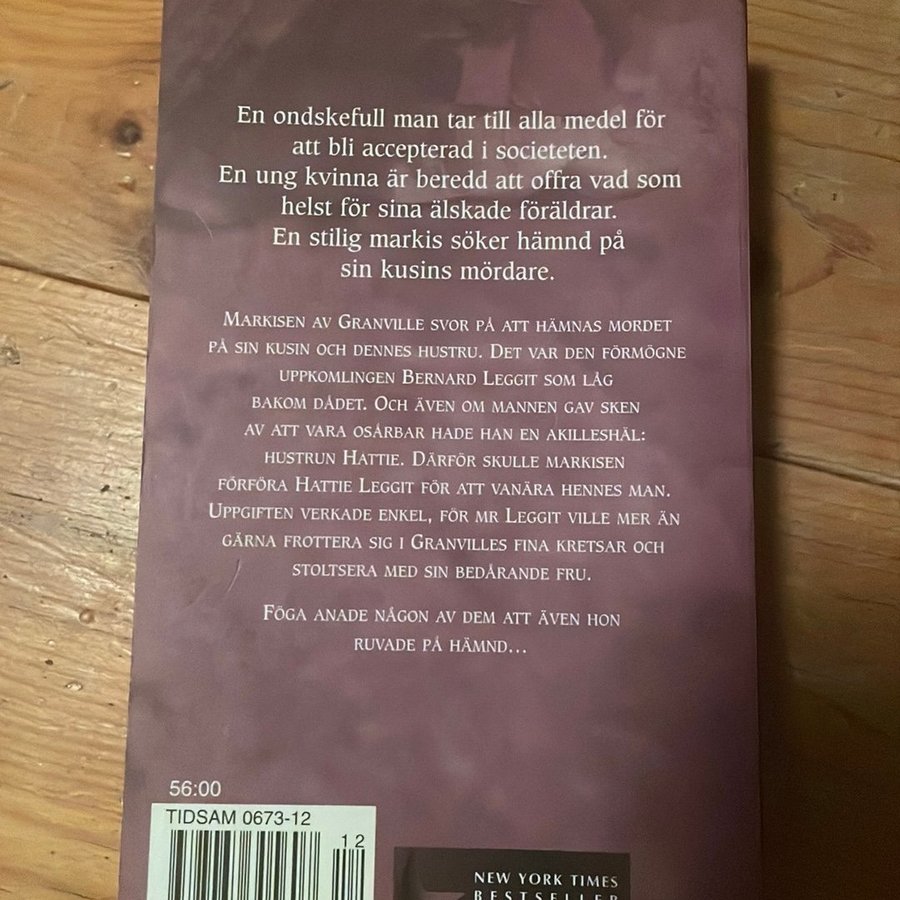 En ondskefull man tar till alla medel för
att bli accepterad i societeten.
En ung kvinna är beredd att offra vad som
helst för sina älskade föräldrar.
En stilig markis söker hämnd på
sin kusins mördare.
Markisen av Granville svor på att hämnas mordet
på sin kusin och dennes hustru. Det var den förmögne
uppkomlingen Bernard Leggit som låg
bakom dådet. Och även om mannen gav sken
av att vara osårbar hade han en akilleshäl:
hustrun Hattie. Därför skulle markisen
förföra Hattie Leggit för att vanära hennes man.
Uppgiften verkade enkel, för mr Leggit ville mer än
gärna frottera sig i Granvilles fina kretsar och
stoltsera med sin bedårande fru.
Föga anade någon av dem att även hon
ruvade på hämnd...
56:00
TIDSAM 0673-12
12
NEW YORK TIMES
BESTSELLER